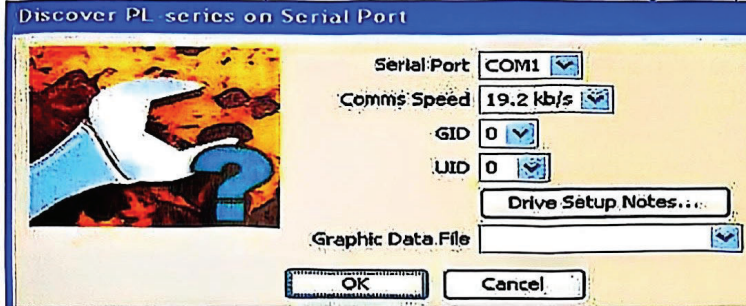 Discover PL-series on Serial Port
Serial Port COM1
Comms Speed 19.2 kb/s
GID 0
UID 0
Drive Setup Notes...
Graphic Data File
OK Cancel